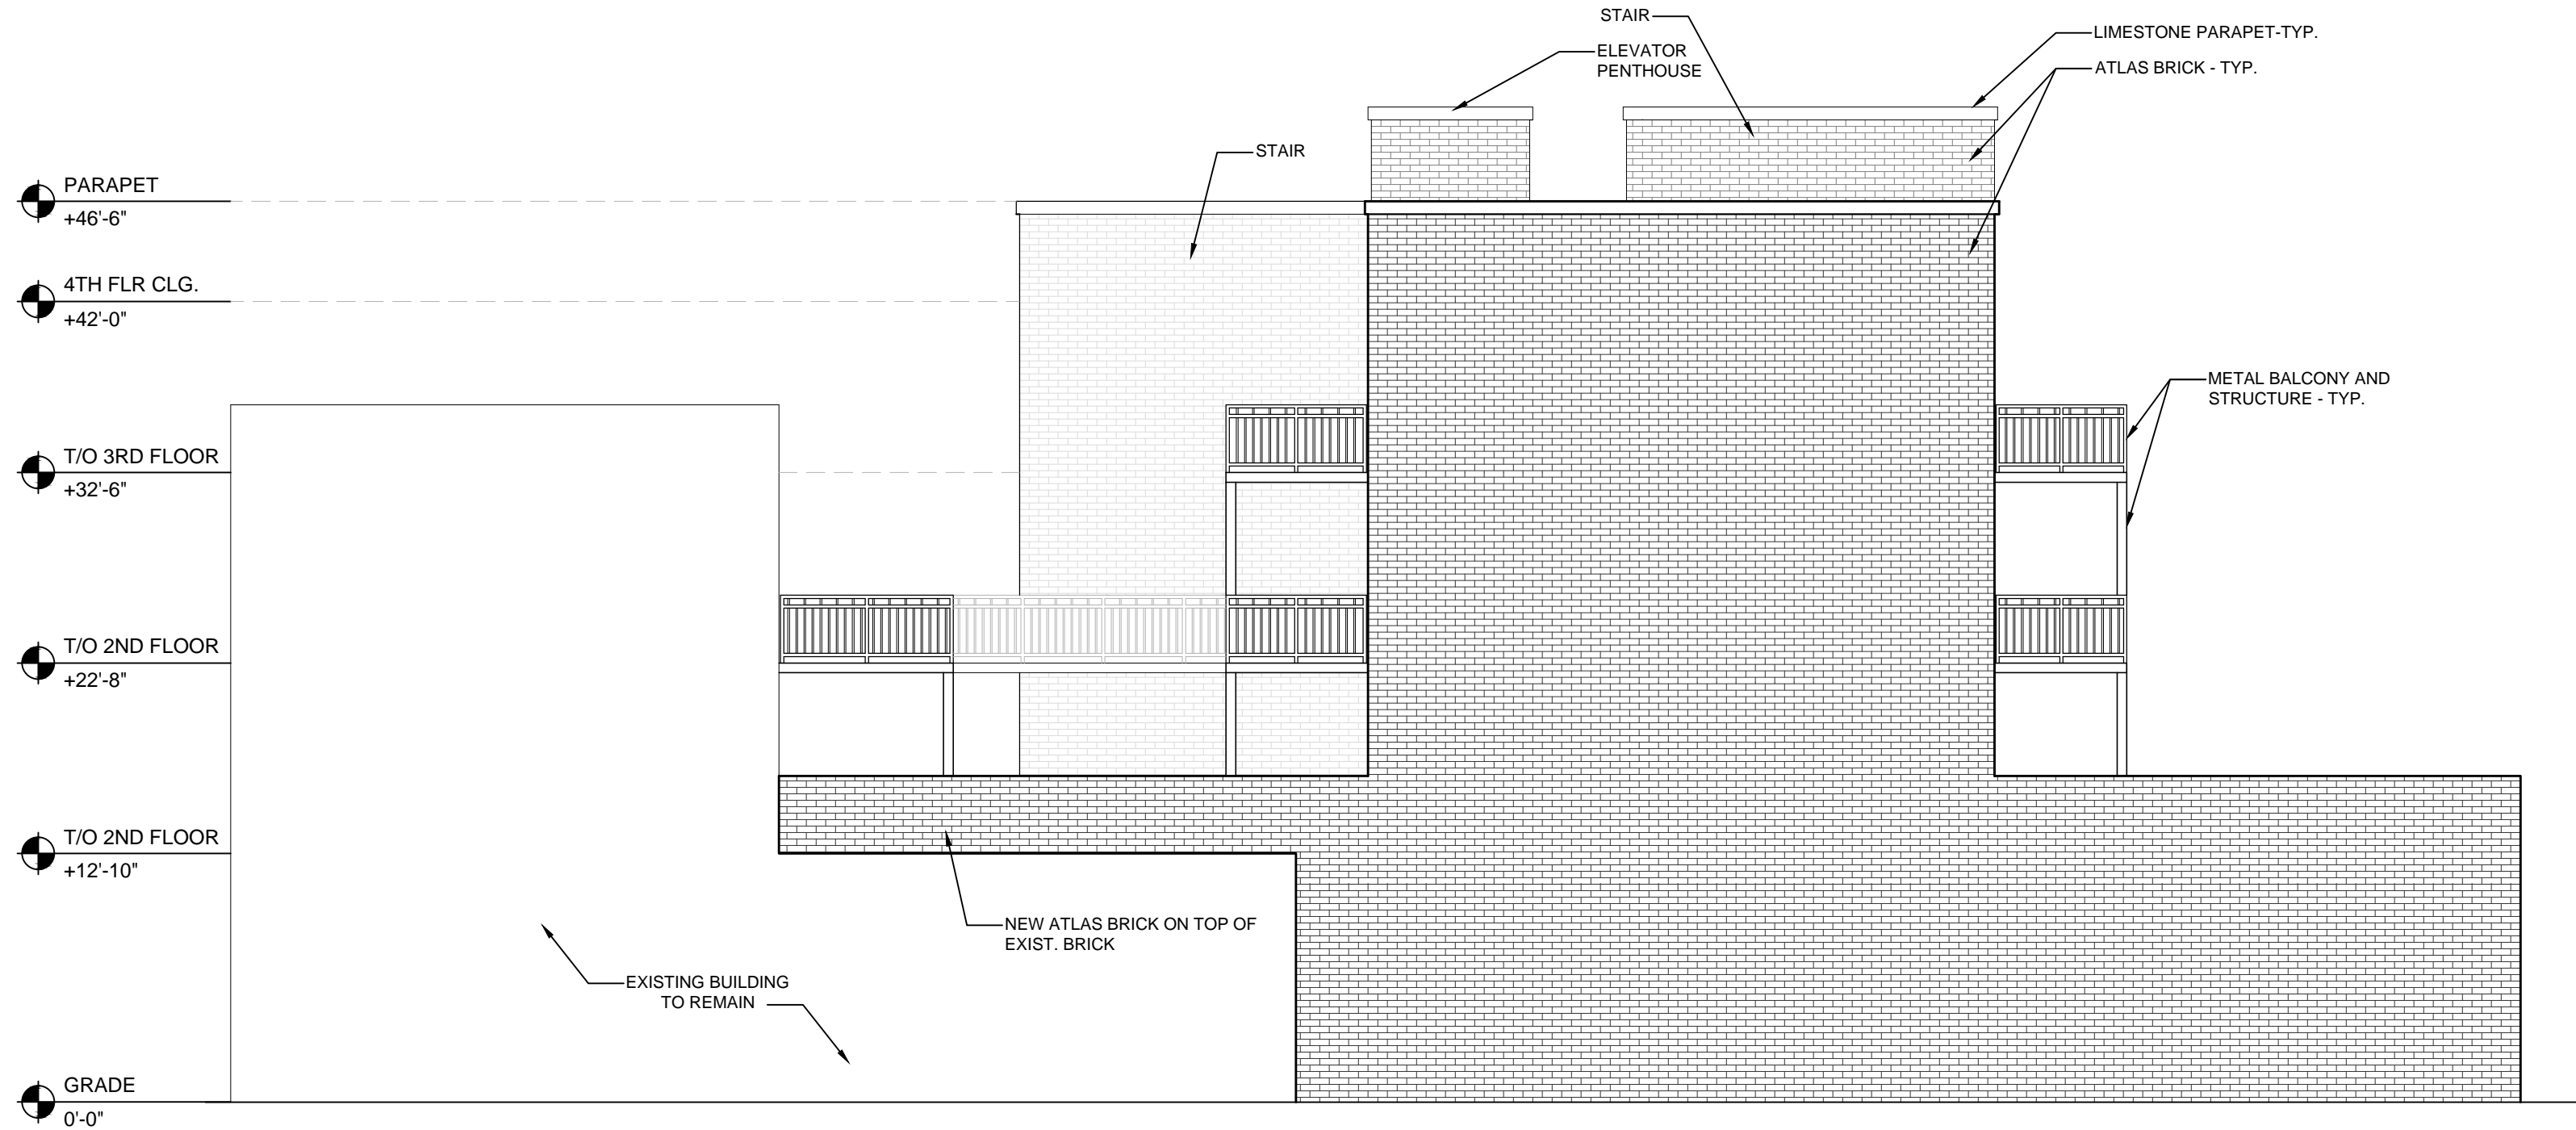 STAIR
LIMESTONE PARAPET-TYP.
ELEVATOR
PENTHOUSE
ATLAS BRICK - TYP.
STAIR
PARAPET
+46'-6"
4TH FLR CLG.
+42'-0"
METAL BALCONY AND
STRUCTURE - TYP.
T/O 3RD FLOOR
+32'-6"
T/O 2ND FLOOR
+22'-8"
T/O 2ND FLOOR
+12'-10"
NEW ATLAS BRICK ON TOP OF
EXIST. BRICK
EXISTING BUILDING
TO REMAIN
GRADE
0'-0"